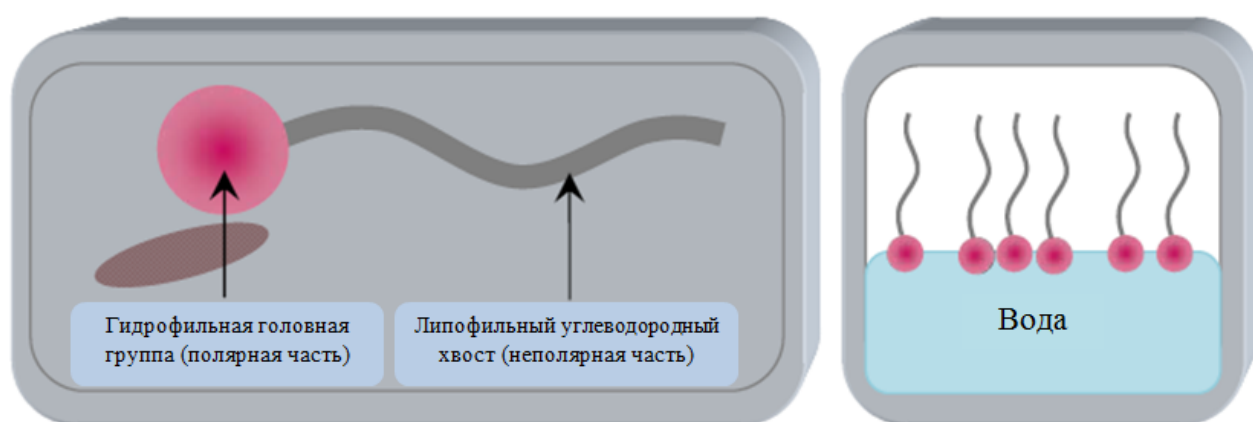 Гидрофильная головная
группа (полярная часть)
Липофильный углеводородный
хвост (неполярная часть)
Вода